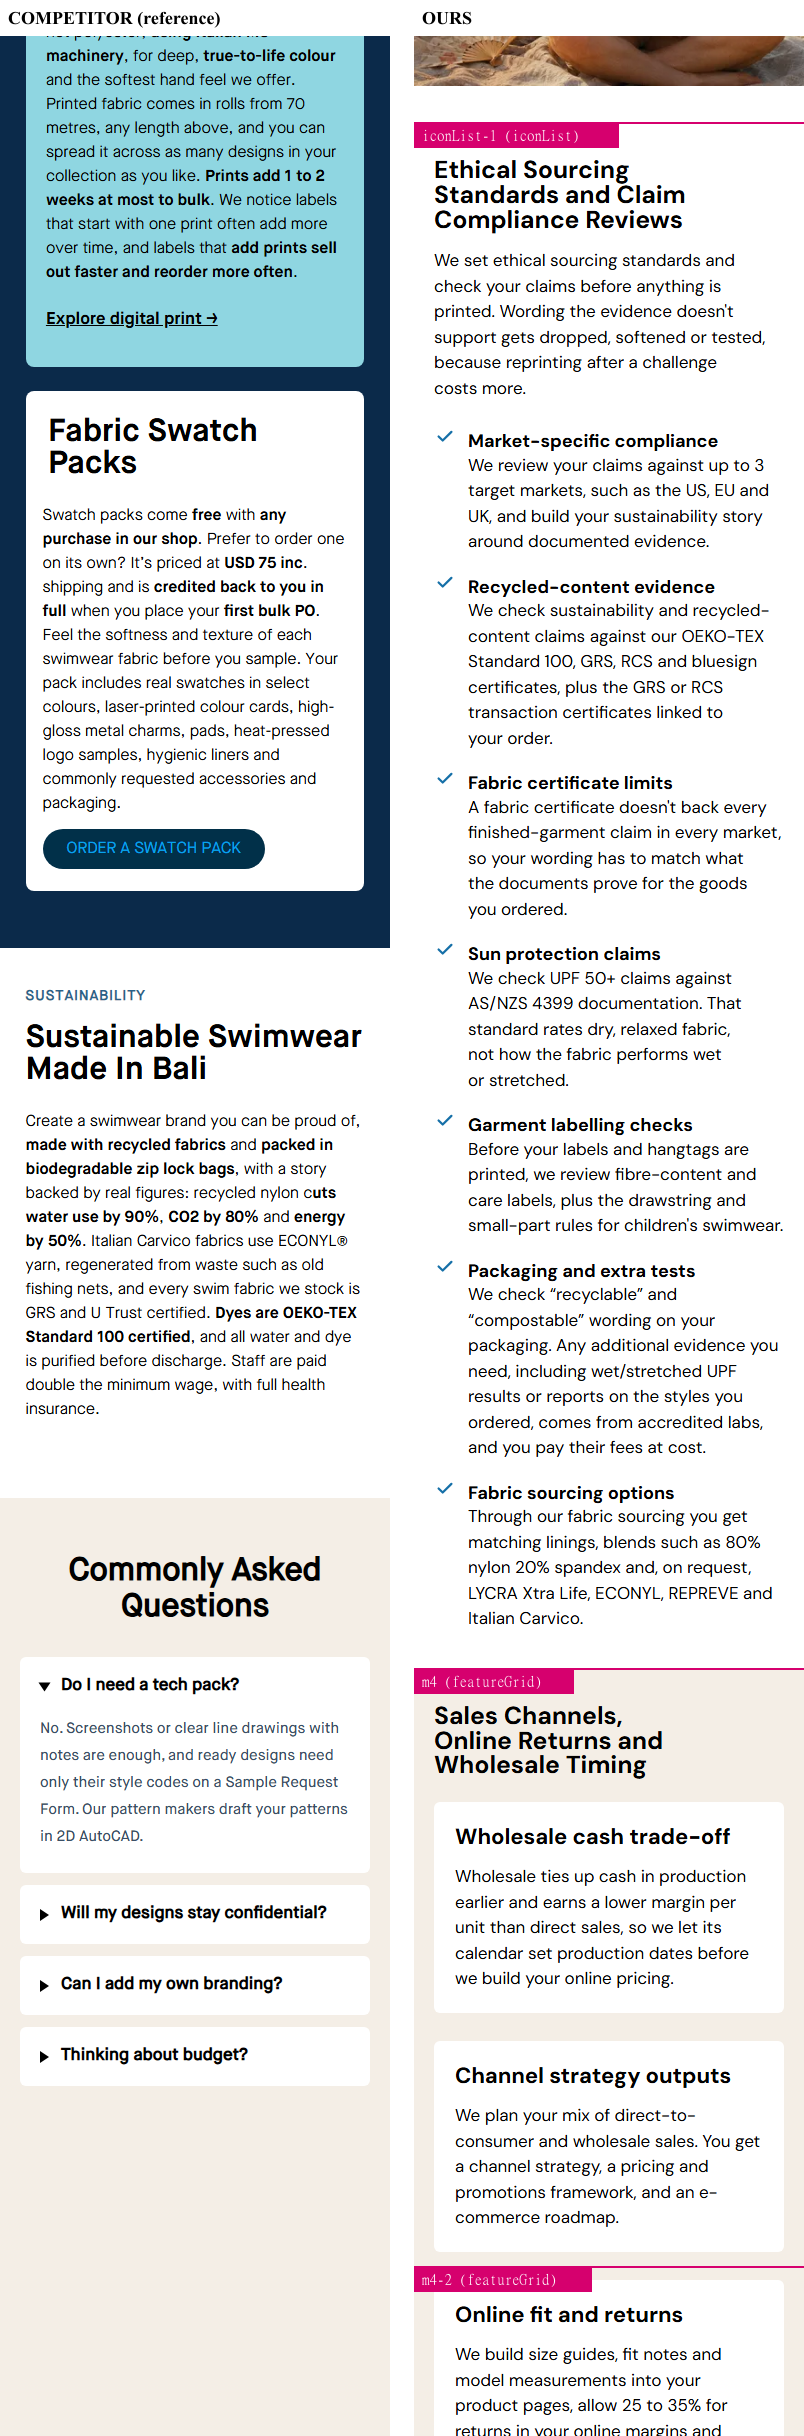 COMPETITOR (reference)
machinery, for deep, true-to-life colour
and the softest hand feel we offer.
Printed fabric comes in rolls from 70
metres, any length above, and you can
spread it across as many designs in your
collection as you like. Prints add 1 to 2
weeks at most to bulk. We notice labels
that start with one print often add more
over time, and labels that add prints sell
out faster and reorder more often.
Explore digital print →
Fabric Swatch
Packs
Swatch packs come free with any
purchase in our shop. Prefer to order one
on its own? It's priced at USD 75 inc.
shipping and is credited back to you in
full when you place your first bulk PO.
Feel the softness and texture of each
swimwear fabric before you sample. Your
pack includes real swatches in select
colours, laser-printed colour cards, high-
gloss metal charms, pads, heat-pressed
logo samples, hygienic liners and
commonly requested accessories and
packaging.
ORDER A SWATCH PACK
SUSTAINABILITY
Sustainable Swimwear
Made In Bali
Create a swimwear brand you can be proud of,
made with recycled fabrics and packed in
biodegradable zip lock bags, with a story
backed by real figures: recycled nylon cuts
water use by 90%, CO2 by 80% and energy
by 50%. Italian Carvico fabrics use ECONYL®
yarn, regenerated from waste such as old
fishing nets, and every swim fabric we stock is
GRS and U Trust certified. Dyes are OEKO-TEX
Standard 100 certified, and all water and dye
is purified before discharge. Staff are paid
double the minimum wage, with full health
insurance.
Commonly Asked
Questions
Do I need a tech pack?
No. Screenshots or clear line drawings with
notes are enough, and ready designs need
only their style codes on a Sample Request
Form. Our pattern makers draft your patterns
in 2D AutoCAD.
Will my designs stay confidential?
Can I add my own branding?
Thinking about budget?
OURS
iconList-1 (iconList)
Ethical Sourcing
Standards and Claim
Compliance Reviews
We set ethical sourcing standards and
check your claims before anything is
printed. Wording the evidence doesn't
support gets dropped, softened or tested,
because reprinting after a challenge
costs more.
Market-specific compliance
We review your claims against up to 3
target markets, such as the US, EU and
UK, and build your sustainability story
around documented evidence.
Recycled-content evidence
We check sustainability and recycled-
content claims against our OEKO-TEX
Standard 100, GRS, RCS and bluesign
certificates, plus the GRS or RCS
transaction certificates linked to
your order.
Fabric certificate limits
A fabric certificate doesn't back every
finished-garment claim in every market,
so your wording has to match what
the documents prove for the goods
you ordered.
Sun protection claims
We check UPF 50+ claims against
AS/NZS 4399 documentation. That
standard rates dry, relaxed fabric,
not how the fabric performs wet
or stretched.
Garment labelling checks
Before your labels and hangtags are
printed, we review fibre-content and
care labels, plus the drawstring and
small-part rules for children's swimwear.
Packaging and extra tests
We check “recyclable” and
“compostable” wording on your
packaging. Any additional evidence you
need, including wet/stretched UPF
results or reports on the styles you
ordered, comes from accredited labs,
and you pay their fees at cost.
Fabric sourcing options
Through our fabric sourcing you get
matching linings, blends such as 80%
nylon 20% spandex and, on request,
LYCRA Xtra Life, ECONYL, REPREVE and
Italian Carvico.
m4 (featureGrid)
Sales Channels,
Online Returns and
Wholesale Timing
Wholesale cash trade-off
Wholesale ties up cash in production
earlier and earns a lower margin per
unit than direct sales, so we let its
calendar set production dates before
we build your online pricing.
Channel strategy outputs
We plan your mix of direct-to-
consumer and wholesale sales. You get
a channel strategy, a pricing and
promotions framework, and an e-
commerce roadmap.
m4-2 (featureGrid)
Online fit and returns
We build size guides, fit notes and
model measurements into your
product pages, allow 25 to 35% for
returns in your online margins and